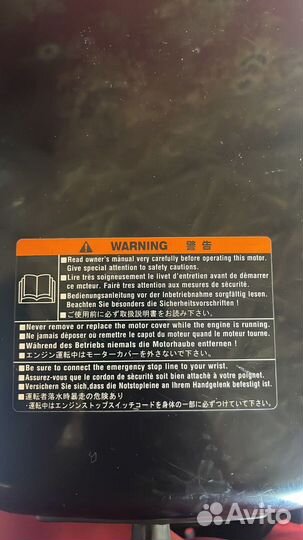 ⚠ WARNING 警告
■Read owner's manual very carefully before operating this motor.
Give special attention to safety cautions.
■Lire très soigneusement le livet d'entretien avant de démarrer
ce mcteur. Fairè tres attention aux mesures de sécurité.
■Bedienungsanleitung vor der Inbetriebnahme sorgfältig lesen.
Beachten Sie besonders die Sicherheitsvorschriften !
■ご使用前に必ず取扱説明書をお読み下さい。
■Never remove or replace the motor cover while the engine is running.
■Ne jamais déposer ou remettre le capot du moteur quand le moteur tourne.
■Während des Betriebs niemals die Motorhaube entfernen !
■エンジン運転中はモーターカバーを外さないで下さい。
■Be sure to connect the emergency stop line to your wrist.
■Assurez-vous que le cordon de sècuritè soit bien attachè à votre poignet.
■Versichern Sie sich,dass die Notstopleine an Ihrem Handgelenk befestigt ist.
■運転者落水時暴走の危険あり
・運転中はエンジンストップスイッチコードを身体の一部に必ずつけていて下さい。
Avito